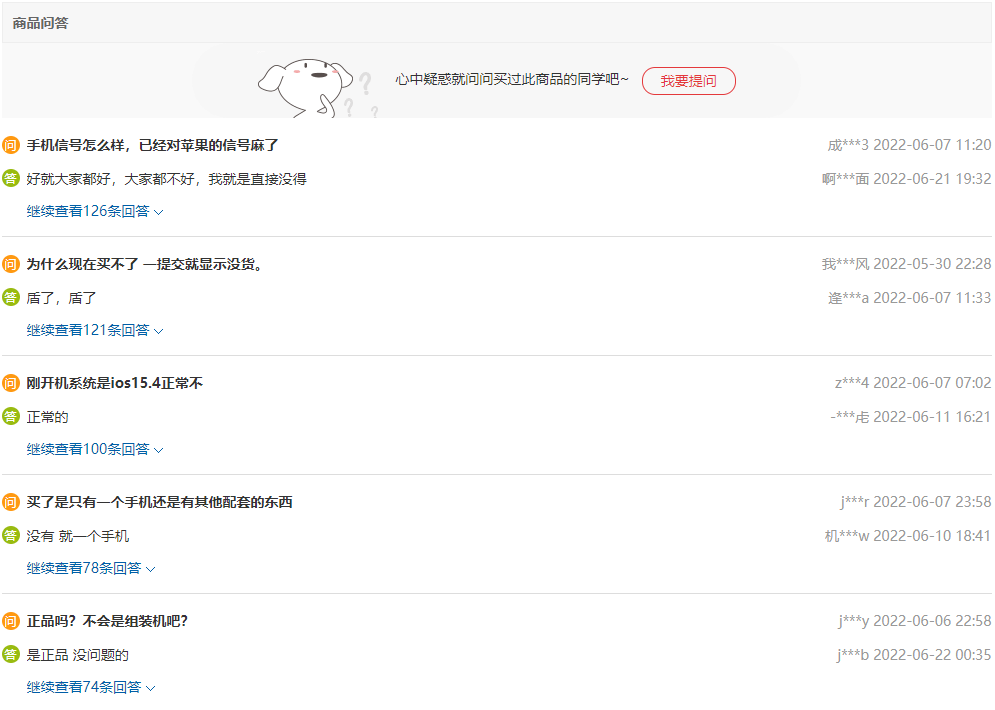 商品问答
心中疑惑就问问买过此商品的同学吧~ 我要提问
问 手机信号怎么样，已经对苹果的信号麻了 成***3 2022-06-07 11:20
答 好就大家都好，大家都不好，我就是直接没得 啊***面 2022-06-21 19:32
继续查看126条回答
问 为什么现在买不了 一提交就显示没货。 我***风 2022-05-30 22:28
答 盾了，盾了 逢***a 2022-06-07 11:33
继续查看121条回答
问 刚开机系统是ios15.4正常不 z***4 2022-06-07 07:02
答 正常的 -***虍 2022-06-11 16:21
继续查看100条回答
问 买了是只有一个手机还是有其他配套的东西 j***r 2022-06-07 23:58
答 没有 就一个手机 机***w 2022-06-10 18:41
继续查看78条回答
问 正品吗？不会是组装机吧？ j***y 2022-06-06 22:58
答 是正品 没问题的 j***b 2022-06-22 00:35
继续查看74条回答